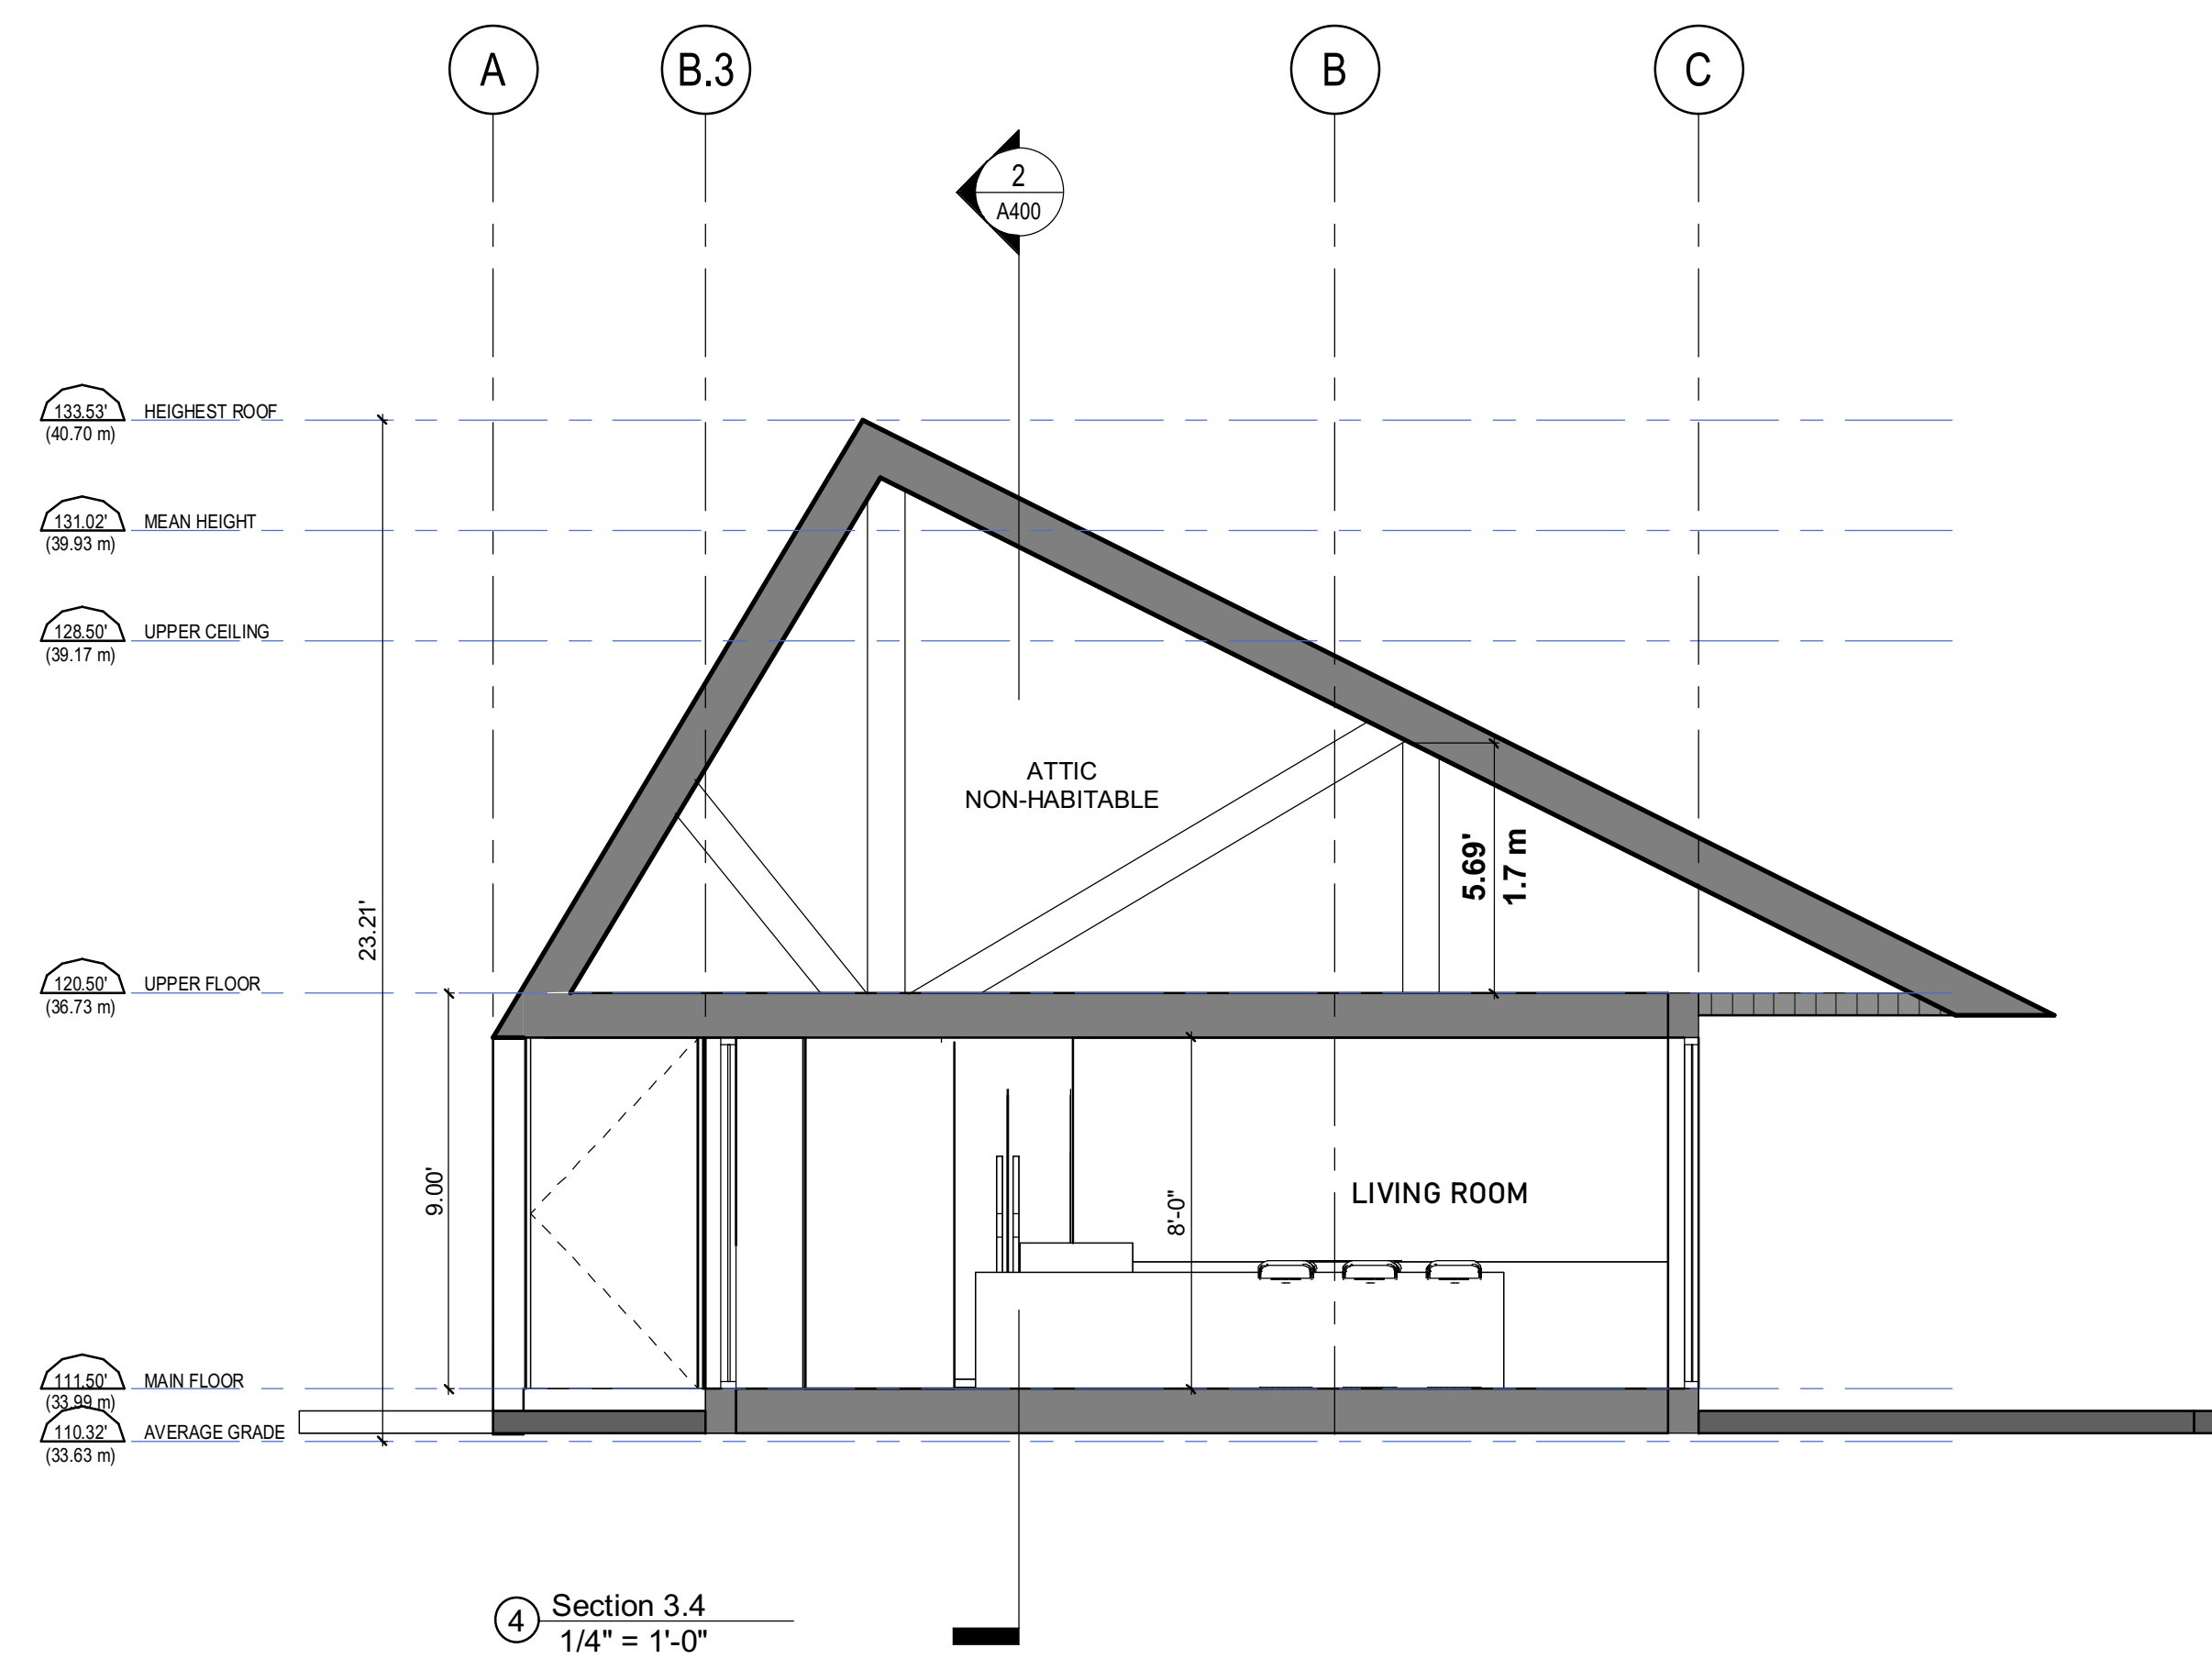 A
B.3
B
C
2
A400
133.53'
HEIGHEST ROOF
(40.70 m)
131.02'
MEAN HEIGHT
(39.93 m)
128.50'
UPPER CEILING
(39.17 m)
ATTIC
NON-HABITABLE
5.69'
1.7 m
23.21'
120.50'
UPPER FLOOR
(36.73 m)
9.00'
8'-0"
LIVING ROOM
111.50'
MAIN FLOOR
(33.99 m)
110.32'
AVERAGE GRADE
(33.63 m)
4
Section 3.4
1/4" = 1'-0"